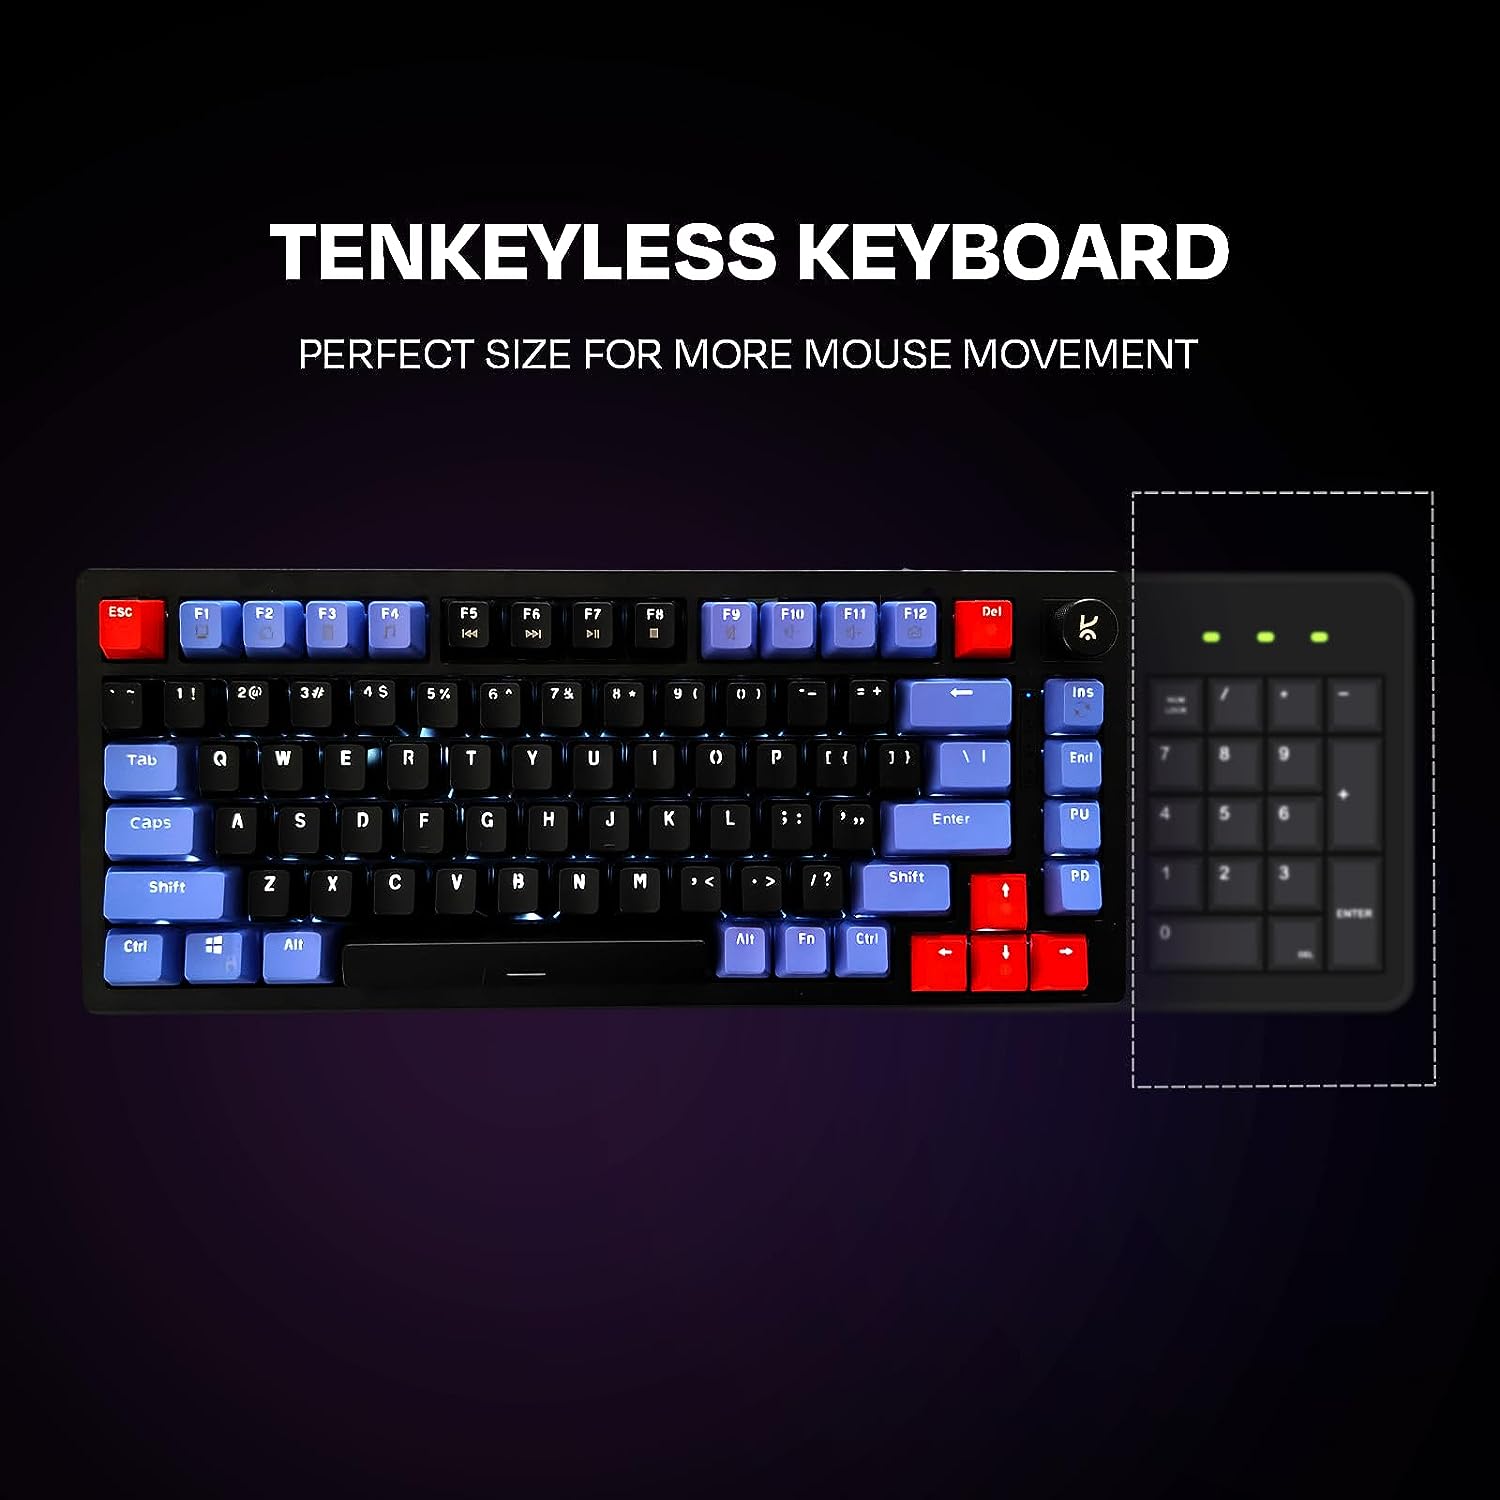 TENKEYLESS KEYBOARD
PERFECT SIZE FOR MORE MOUSE MOVEMENT
Esc F1 F2 F3 F4 F5 F6 F7 F8 F9 F10 F11 F12 Del
` ~ 1 ! 2 @ 3 # 4 $ 5 % 6 ^ 7 & 8 * 9 ( 0 ) - _ = + ← Ins / * -
Tab Q W E R T Y U I O P [ { ] } \ | End 7 8 9 +
Caps A S D F G H J K L ; : ' " Enter PU 4 5 6
Shift Z X C V B N M , < . > / ? Shift ↑ PD 1 2 3 ENTER
Ctrl Alt Alt Fn Ctrl ← ↓ → 0 DEL